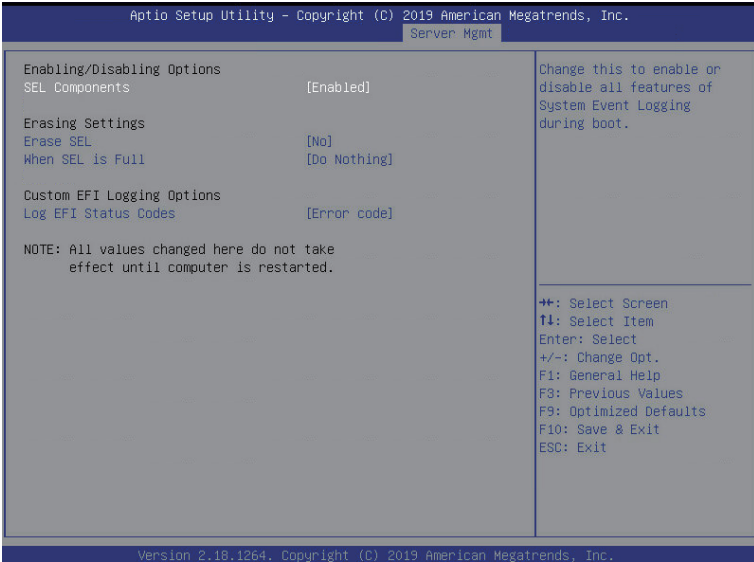 Aptio Setup Utility – Copyright (C) 2019 American Megatrends, Inc.
Server Mgmt
Enabling/Disabling Options
SEL Components [Enabled]
Erasing Settings
Erase SEL [No]
When SEL is Full [Do Nothing]
Custom EFI Logging Options
Log EFI Status Codes [Error code]
NOTE: All values changed here do not take
effect until computer is restarted.
Change this to enable or
disable all features of
System Event Logging
during boot.
→←: Select Screen
↑↓: Select Item
Enter: Select
+/-: Change Opt.
F1: General Help
F3: Previous Values
F9: Optimized Defaults
F10: Save & Exit
ESC: Exit
Version 2.18.1264. Copyright (C) 2019 American Megatrends, Inc.